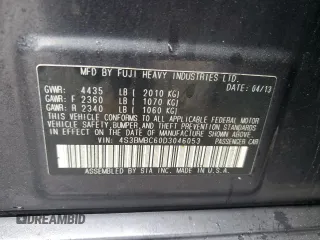 MFD BY FUJI HEAVY INDUSTRIES LTD.
DATE: 04/13
GVWR: 4435 LB ( 2010 KG)
GAWR: F 2360 LB ( 1070 KG)
GAWR: R 2340 LB ( 1060 KG)
THIS VEHICLE CONFORMS TO ALL APPLICABLE FEDERAL MOTOR
VEHICLE SAFETY, BUMPER, AND THEFT PREVENTION STANDARDS
IN EFFECT ON THE DATE OF MANUFACTURE SHOWN ABOVE.
VIN: 4S3BMBC60D3046053
PASSENGER CAR
ASSEMBLED BY SIA INC. MADE IN U.S.A.